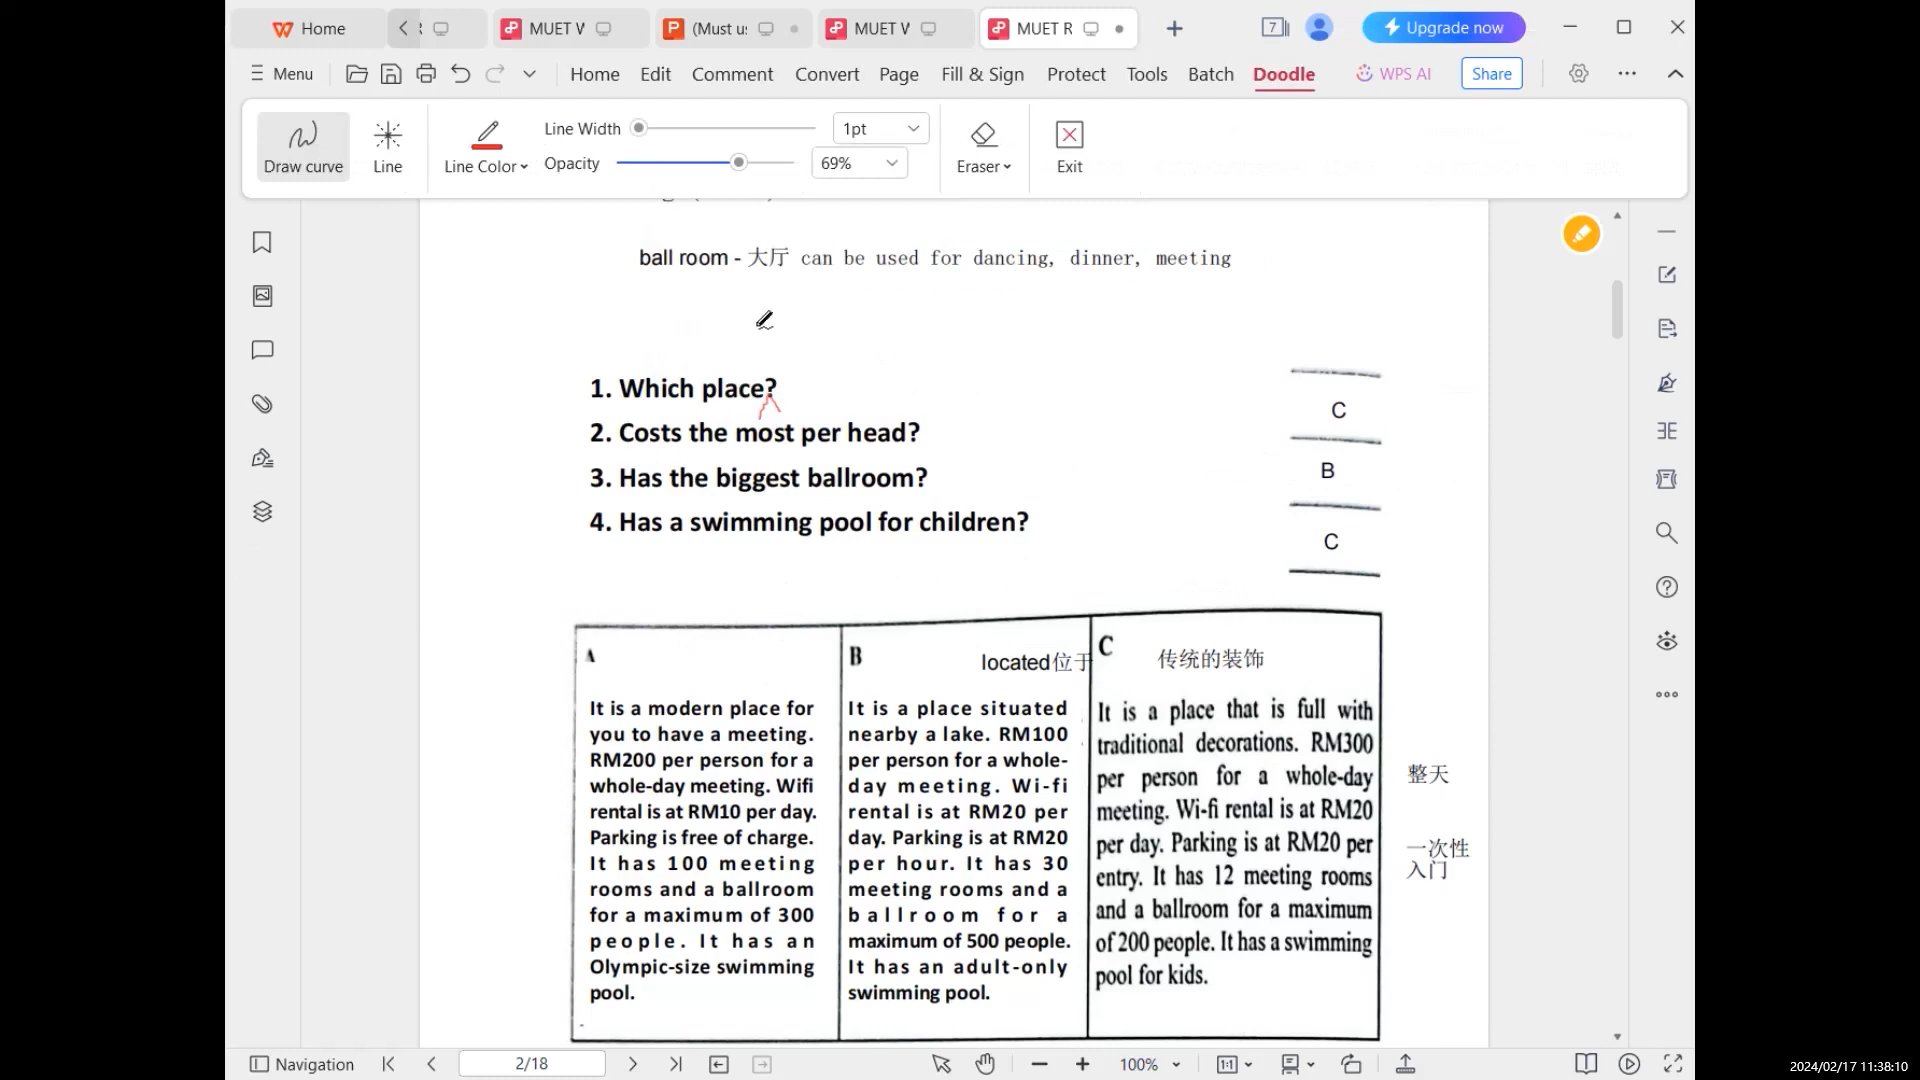 Home
MUET W
(Must u:
MUET W
MUET R
7
Upgrade now
Menu
Home Edit Comment Convert Page Fill & Sign Protect Tools Batch Doodle
WPS AI
Share
Draw curve
Line
Line Color
Line Width
1pt
Opacity
69%
Eraser
Exit
ball room - 大厅 can be used for dancing, dinner, meeting
1. Which place?
2. Costs the most per head?
3. Has the biggest ballroom?
4. Has a swimming pool for children?
C
B
C
A
It is a modern place for
you to have a meeting.
RM200 per person for a
whole-day meeting. Wifi
rental is at RM10 per day.
Parking is free of charge.
It has 100 meeting
rooms and a ballroom
for a maximum of 300
people. It has an
Olympic-size swimming
pool.
B
located位于
It is a place situated
nearby a lake. RM100
per person for a whole-
day meeting. Wi-fi
rental is at RM20 per
day. Parking is at RM20
per hour. It has 30
meeting rooms and a
ballroom for a
maximum of 500 people.
It has an adult-only
swimming pool.
C
传统的装饰
It is a place that is full with
traditional decorations. RM300
per person for a whole-day
meeting. Wi-fi rental is at RM20
per day. Parking is at RM20 per
entry. It has 12 meeting rooms
and a ballroom for a maximum
of 200 people. It has a swimming
pool for kids.
整天
一次性
入门
Navigation
2/18
100%
2024/02/17 11:38:10